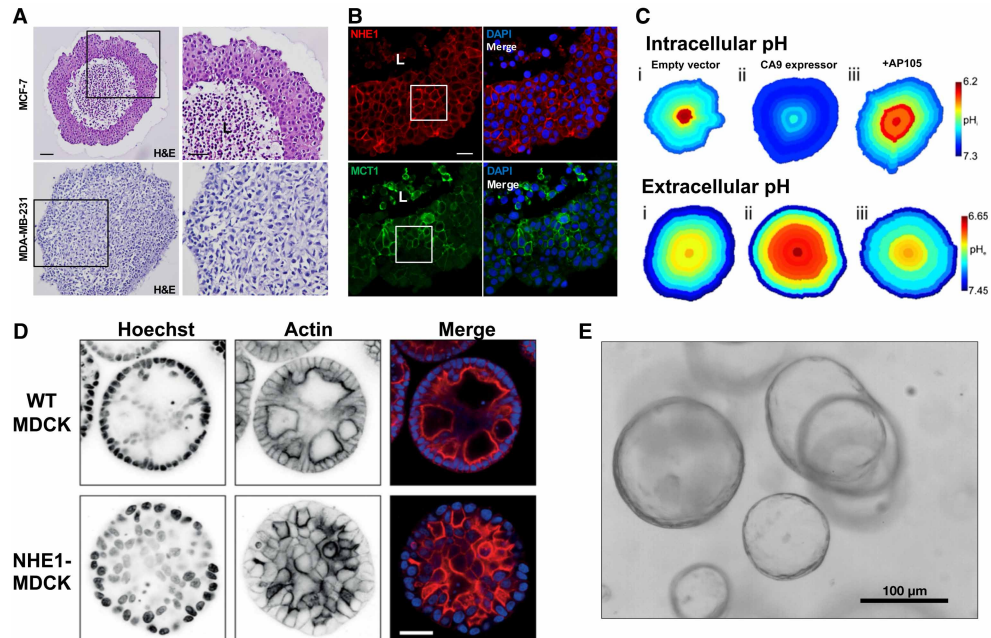 A
MCF-7
L
H&E
MDA-MB-231
H&E
B
NHE1
L
DAPI
Merge
MCT1
L
DAPI
Merge
C
Intracellular pH
i
Empty vector
ii
CA9 expressor
iii
+AP105
6.2
pHi
7.3
Extracellular pH
i
ii
iii
6.65
pHe
7.45
D
Hoechst
Actin
Merge
WT
MDCK
NHE1-
MDCK
E
100 µm